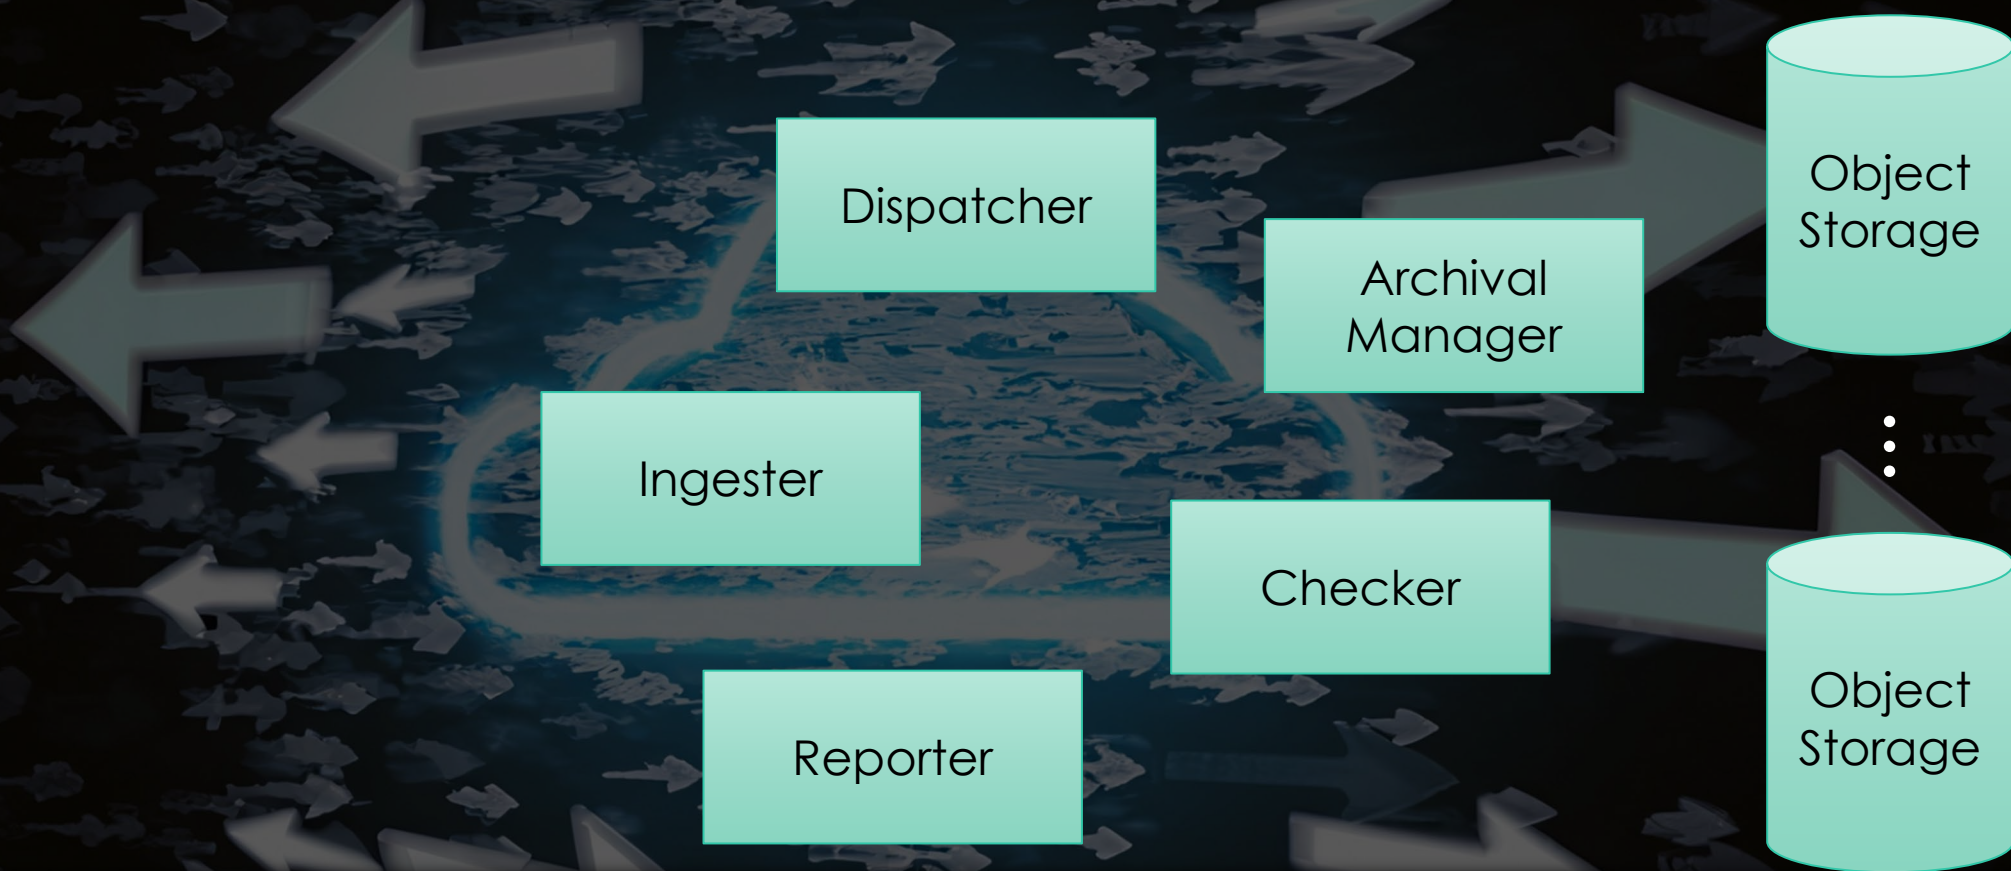 Dispatcher
Archival
Manager
Object
Storage
Ingester
Checker
Reporter
Object
Storage